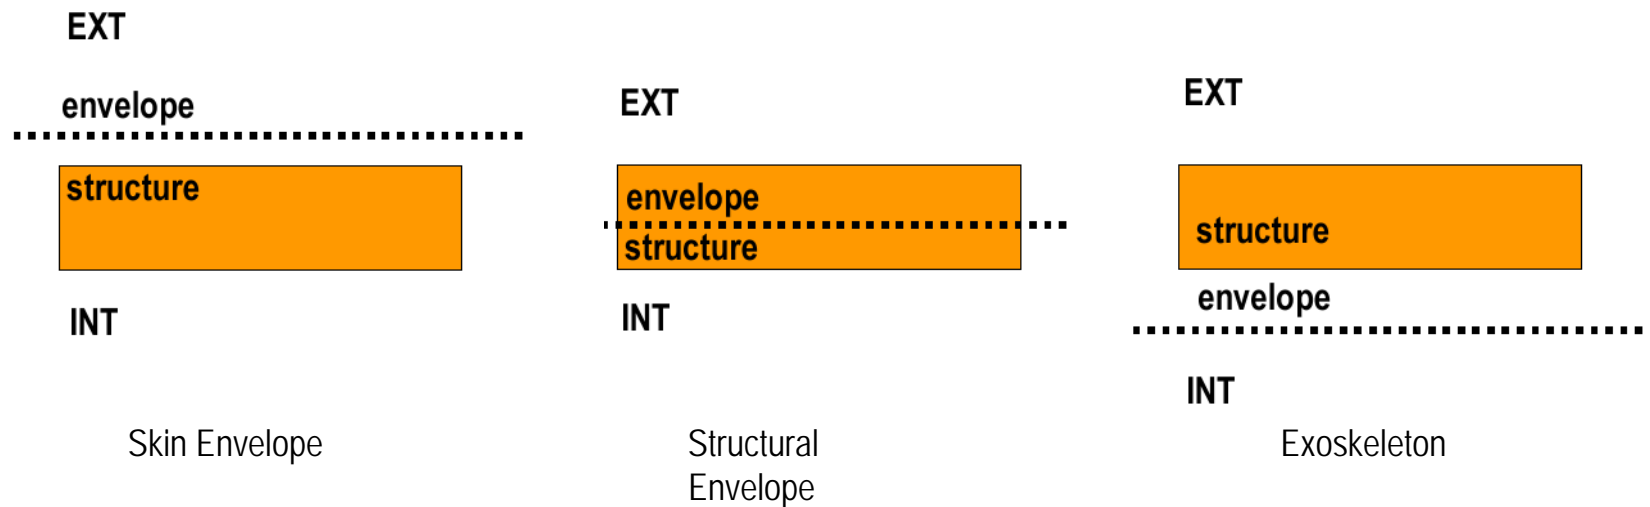 EXT
envelope
structure
INT
Skin Envelope
EXT
envelope
structure
INT
Structural
Envelope
EXT
structure
envelope
INT
Exoskeleton